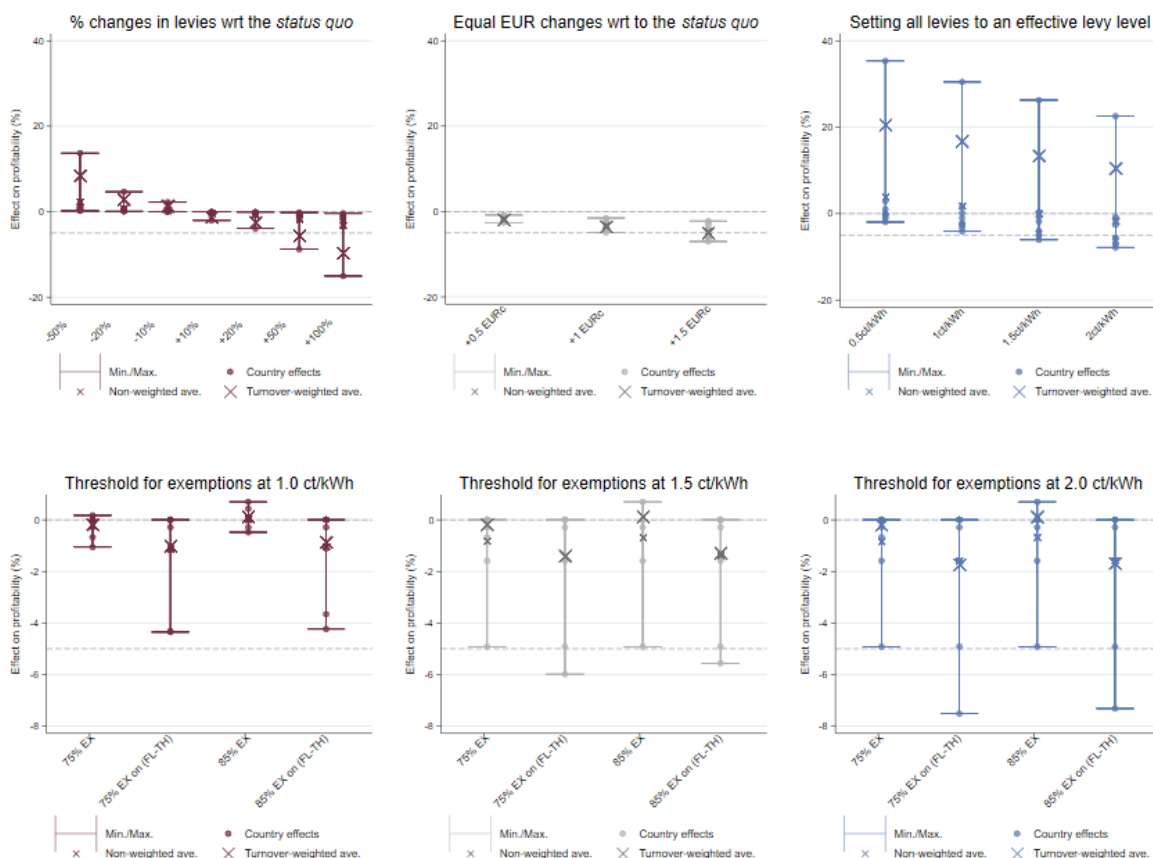 % changes in levies wrt the status quo
Effect on profitability (%)
40
20
0
-20
-50%
-20%
-10%
+10%
+20%
+50%
+100%
Min./Max.
Country effects
Non-weighted ave.
Turnover-weighted ave.
Equal EUR changes wrt to the status quo
Effect on profitability (%)
40
20
0
-20
+0.5 EURc
+1 EURc
+1.5 EURc
Min./Max.
Country effects
Non-weighted ave.
Turnover-weighted ave.
Setting all levies to an effective levy level
Effect on profitability (%)
40
20
0
-20
0.5ct/kWh
1ct/kWh
1.5ct/kWh
2ct/kWh
Min./Max.
Country effects
Non-weighted ave.
Turnover-weighted ave.
Threshold for exemptions at 1.0 ct/kWh
Effect on profitability (%)
0
-2
-4
-6
-8
75% EX
75% EX on (FL-TH)
85% EX
85% EX on (FL-TH)
Min./Max.
Country effects
Non-weighted ave.
Turnover-weighted ave.
Threshold for exemptions at 1.5 ct/kWh
Effect on profitability (%)
0
-2
-4
-6
-8
75% EX
75% EX on (FL-TH)
85% EX
85% EX on (FL-TH)
Min./Max.
Country effects
Non-weighted ave.
Turnover-weighted ave.
Threshold for exemptions at 2.0 ct/kWh
Effect on profitability (%)
0
-2
-4
-6
-8
75% EX
75% EX on (FL-TH)
85% EX
85% EX on (FL-TH)
Min./Max.
Country effects
Non-weighted ave.
Turnover-weighted ave.